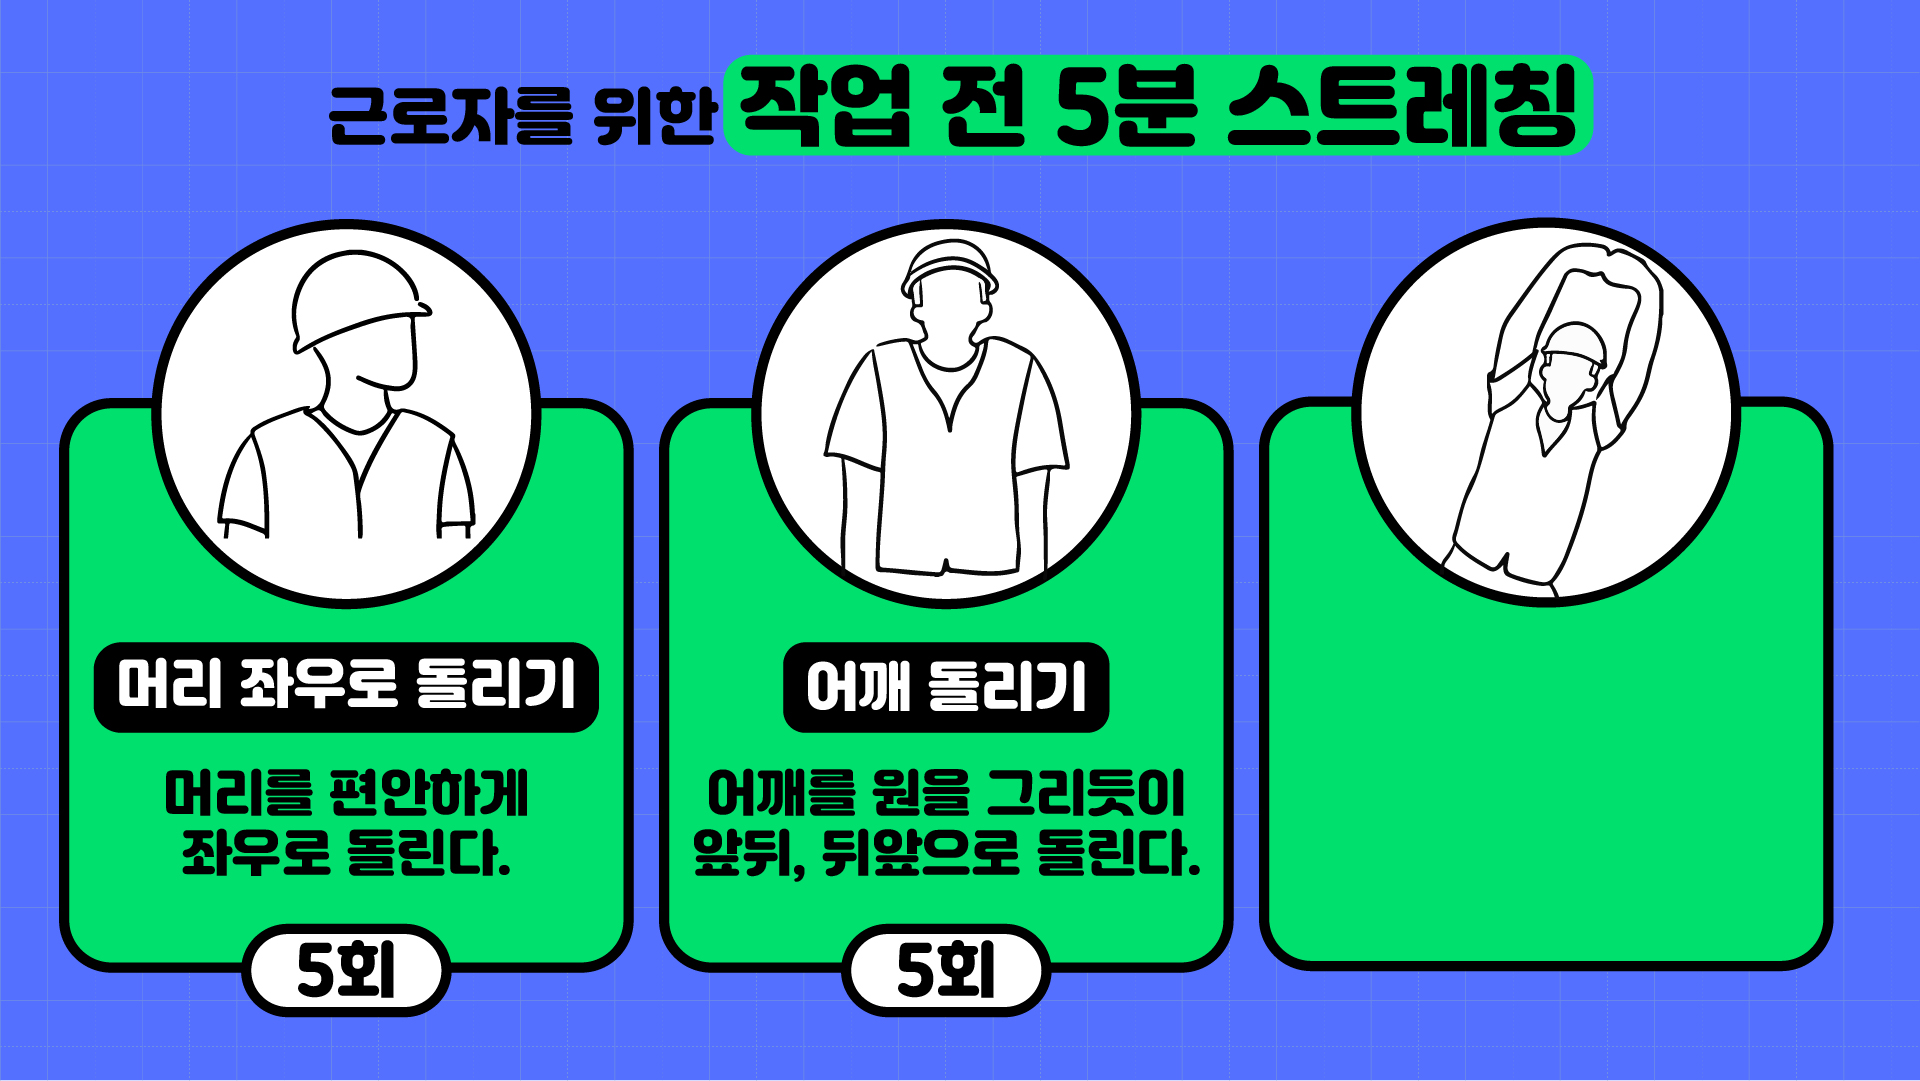 근로자를 위한 작업 전 5분 스트레칭
머리 좌우로 돌리기
머리를 편안하게
좌우로 돌린다.
5회
어깨 돌리기
어깨를 원을 그리듯이
앞뒤, 뒤앞으로 돌린다.
5회